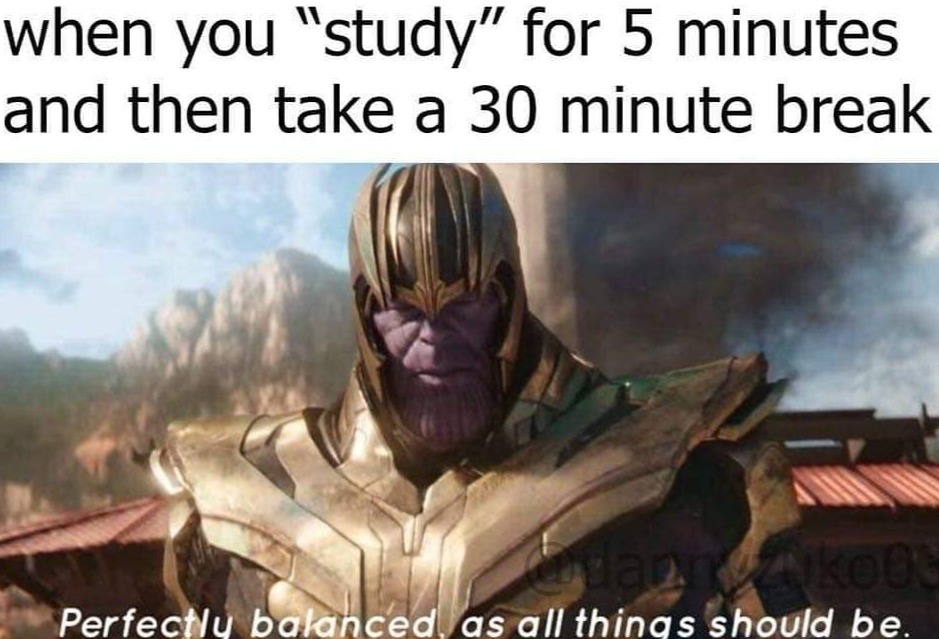 when you “study” for 5 minutes
and then take a 30 minute break
@dannyzuko03
Perfectly balanced, as all things should be.